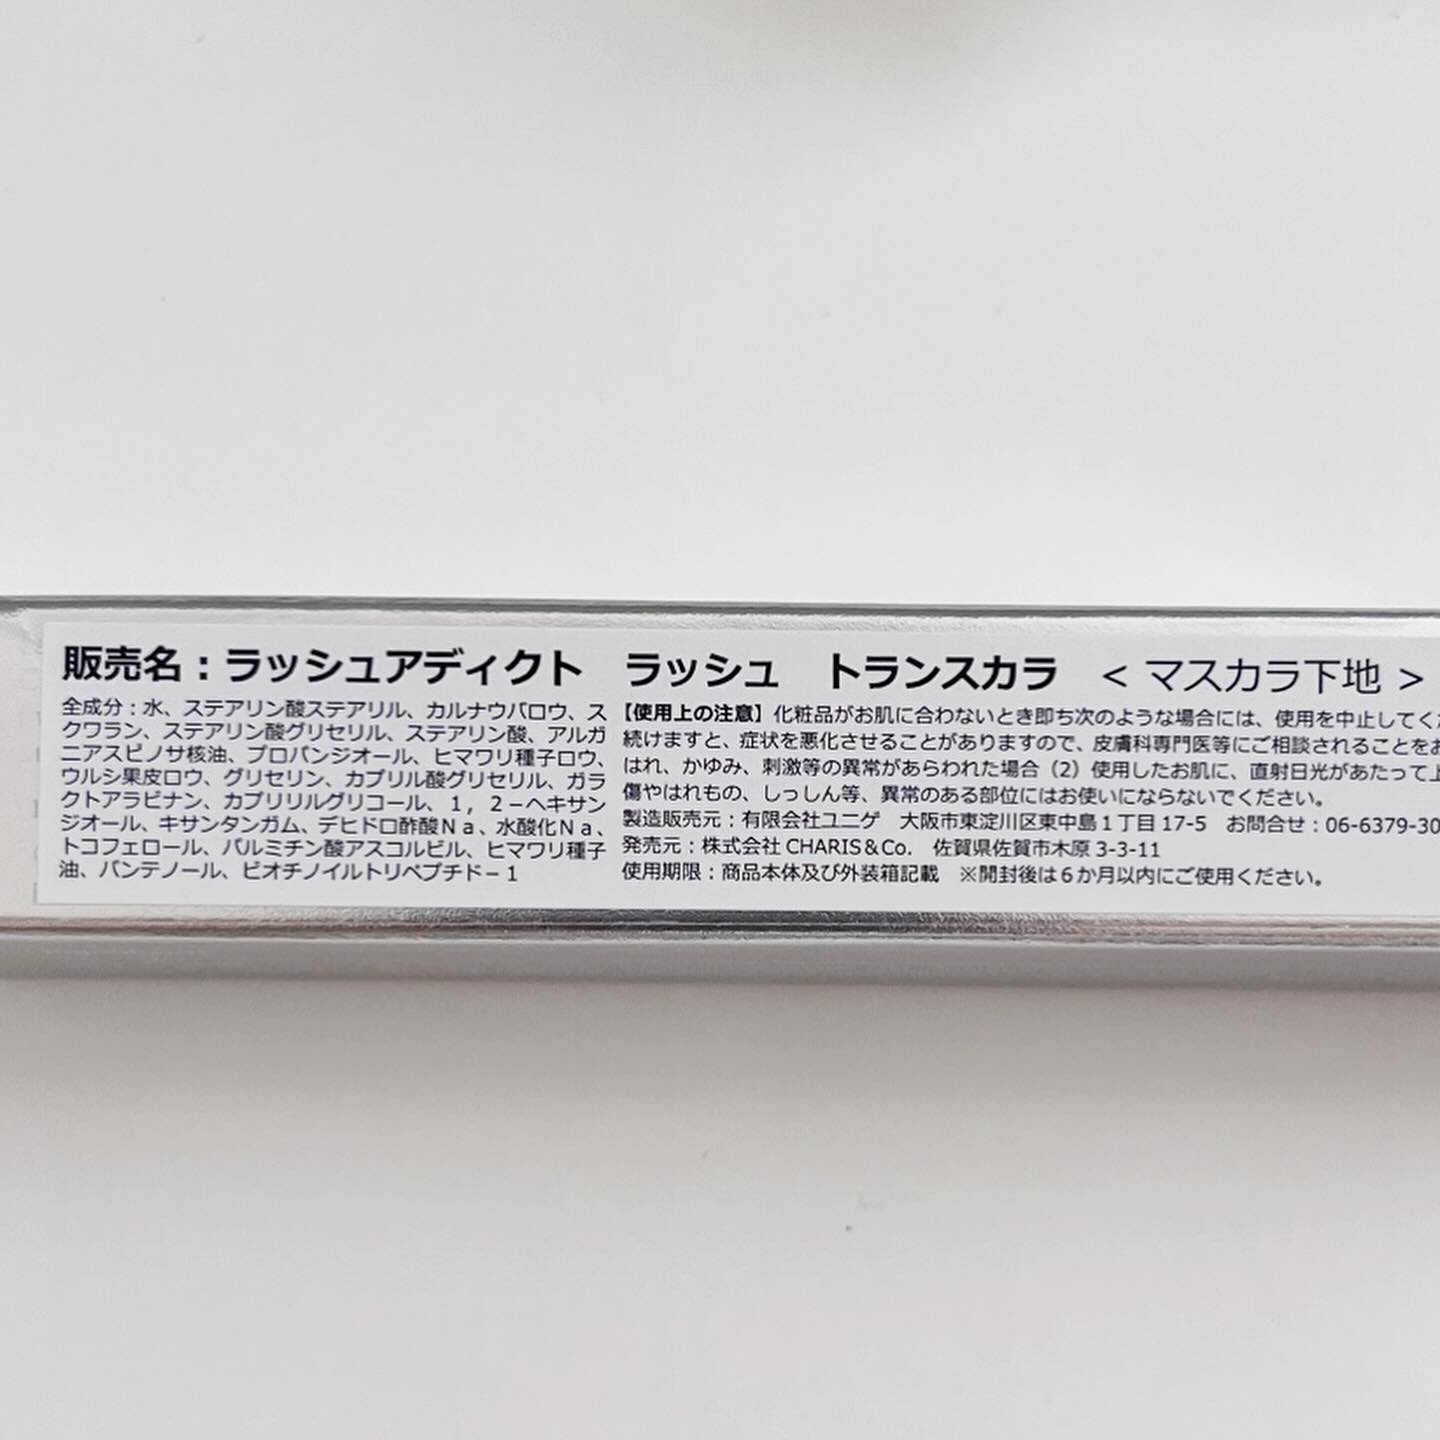 販売名：ラッシュアディクト　ラッシュ　トランスカラ　＜ マスカラ下地 ＞
全成分：水、ステアリン酸ステアリル、カルナウバロウ、ス
クワラン、ステアリン酸グリセリル、ステアリン酸、アルガ
ニアスピノサ核油、プロパンジオール、ヒマワリ種子ロウ、
ウルシ果皮ロウ、グリセリン、カプリル酸グリセリル、ガラ
クトアラビナン、カプリリルグリコール、１，２－ヘキサン
ジオール、キサンタンガム、デヒドロ酢酸Ｎａ、水酸化Ｎａ、
トコフェロール、パルミチン酸アスコルビル、ヒマワリ種子
油、パンテノール、ビオチノイルトリペプチド－１
【使用上の注意】化粧品がお肌に合わないとき即ち次のような場合には、使用を中止してくだ
続けますと、症状を悪化させることがありますので、皮膚科専門医等にご相談されることをお
はれ、かゆみ、刺激等の異常があらわれた場合（2）使用したお肌に、直射日光があたって上
傷やはれもの、しっしん等、異常のある部位にはお使いにならないでください。
製造販売元：有限会社ユニゲ　大阪市東淀川区東中島１丁目 17-5　お問合せ：06-6379-30
発売元：株式会社 CHARIS＆Co.　佐賀県佐賀市木原 3-3-11
使用期限：商品本体及び外装箱記載　※開封後は６か月以内にご使用ください。